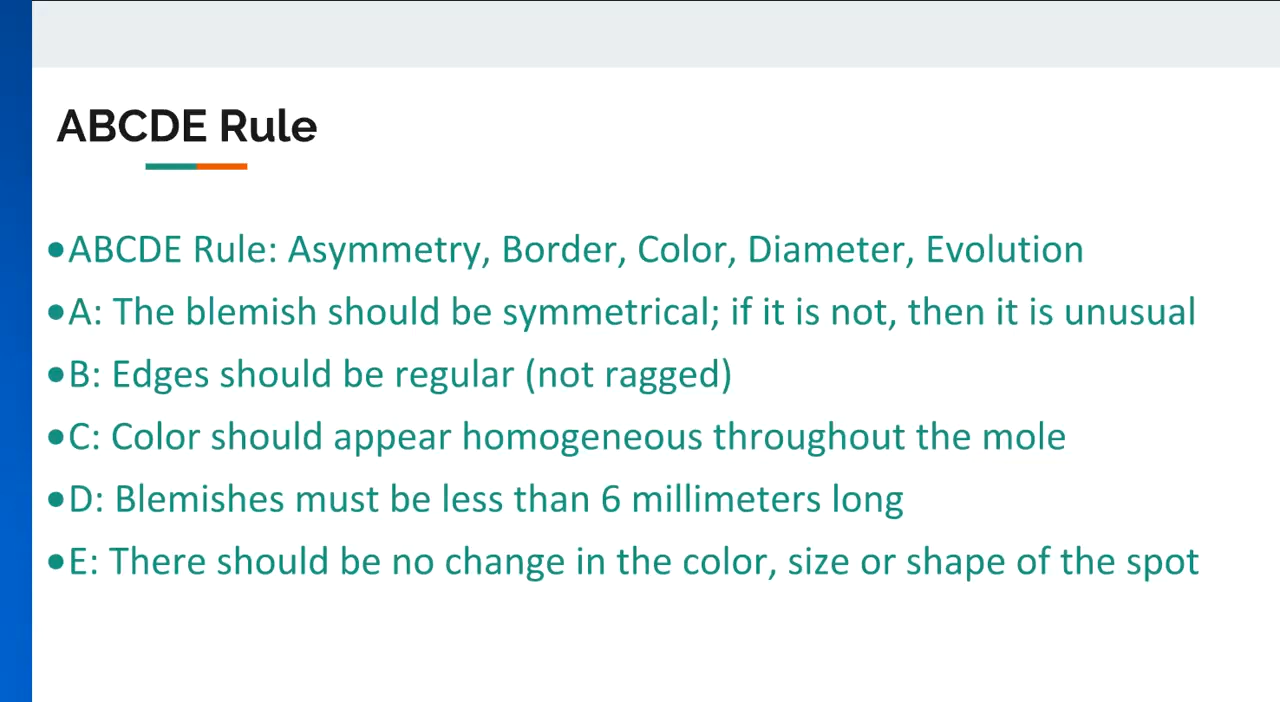 ABCDE Rule
●ABCDE Rule: Asymmetry, Border, Color, Diameter, Evolution
●A: The blemish should be symmetrical; if it is not, then it is unusual
●B: Edges should be regular (not ragged)
●C: Color should appear homogeneous throughout the mole
●D: Blemishes must be less than 6 millimeters long
●E: There should be no change in the color, size or shape of the spot